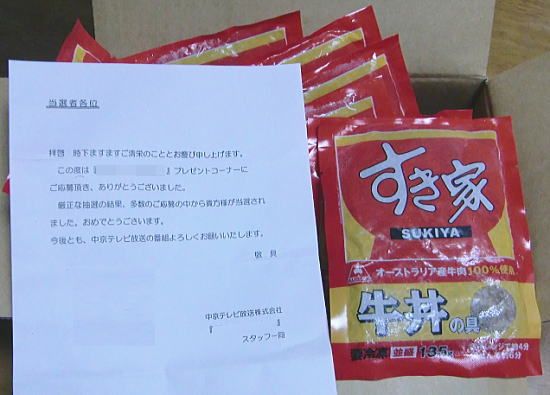 当選者各位
拝啓　時下ますますご清栄のこととお慶び申し上げます。
この度は『　　　　』プレゼントコーナーに
ご応募頂き、ありがとうございました。
厳正な抽選の結果、多数のご応募の中から貴方様が当選され
ました。おめでとうございます。
今後とも、中京テレビ放送の番組よろしくお願いいたします。
敬　具
中京テレビ放送株式会社
『
スタッフ一同
すき家
SUKIYA
オーストラリア産牛肉100%使用
牛丼の具
要冷凍 並盛 135g